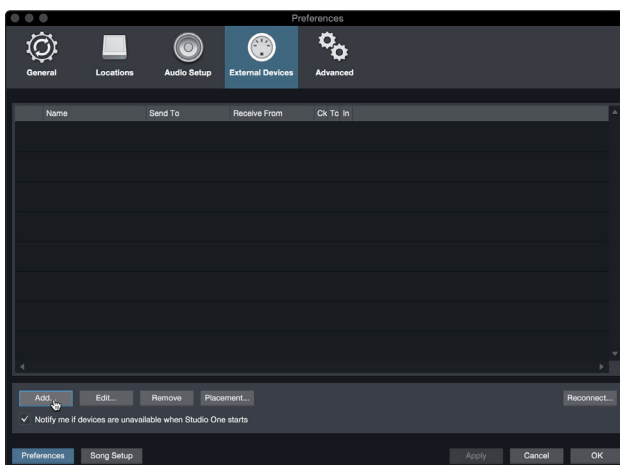 Preferences
General Locations Audio Setup External Devices Advanced
Name Send To Receive From Ck Tc In
Add... Edit... Remove Placement... Reconnect...
Notify me if devices are unavailable when Studio One starts
Preferences Song Setup Apply Cancel OK